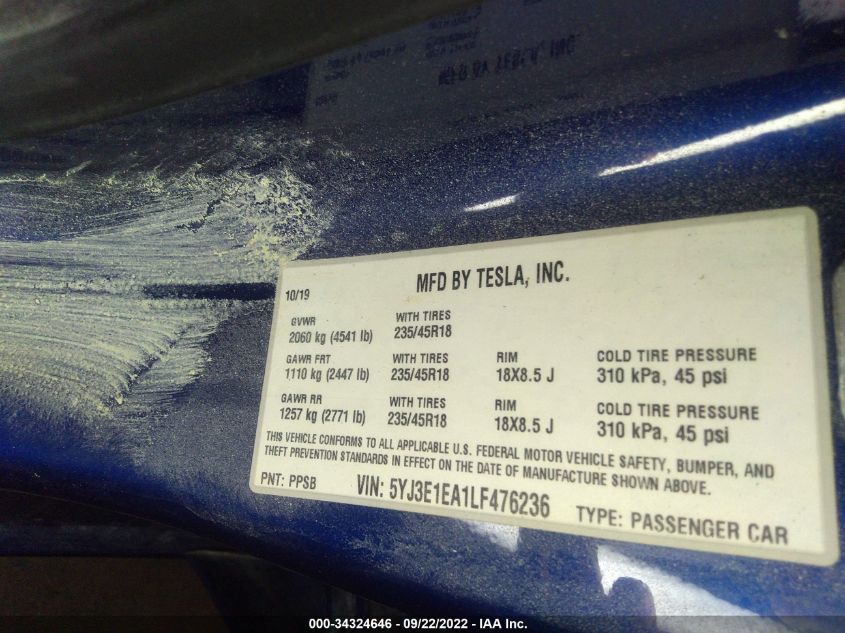 MFD BY TESLA, INC.
10/19
GVWR WITH TIRES
2060 kg (4541 lb) 235/45R18
GAWR FRT WITH TIRES RIM COLD TIRE PRESSURE
1110 kg (2447 lb) 235/45R18 18X8.5 J 310 kPa, 45 psi
GAWR RR WITH TIRES RIM COLD TIRE PRESSURE
1257 kg (2771 lb) 235/45R18 18X8.5 J 310 kPa, 45 psi
THIS VEHICLE CONFORMS TO ALL APPLICABLE U.S. FEDERAL MOTOR VEHICLE SAFETY, BUMPER, AND
THEFT PREVENTION STANDARDS IN EFFECT ON THE DATE OF MANUFACTURE SHOWN ABOVE.
PNT: PPSB VIN: 5YJ3E1EA1LF476236 TYPE: PASSENGER CAR
000-34324646 - 09/22/2022 - IAA Inc.